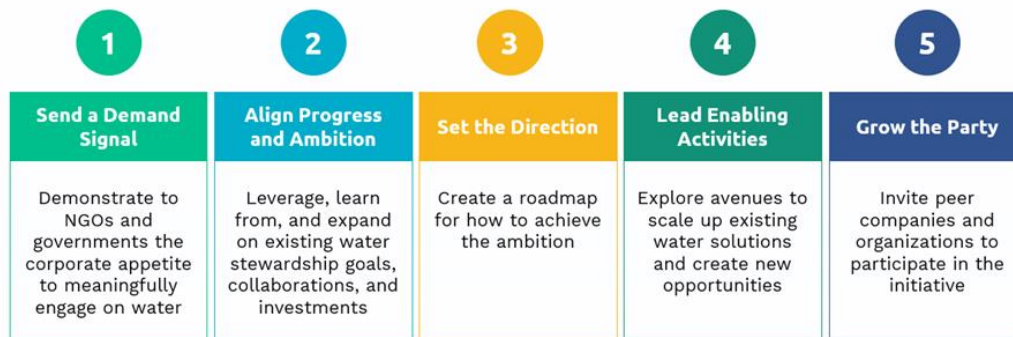 1
Send a Demand
Signal
Demonstrate to
NGOs and
governments the
corporate appetite
to meaningfully
engage on water
2
Align Progress
and Ambition
Leverage, learn
from, and expand
on existing water
stewardship goals,
collaborations, and
investments
3
Set the Direction
Create a roadmap
for how to achieve
the ambition
4
Lead Enabling
Activities
Explore avenues to
scale up existing
water solutions
and create new
opportunities
5
Grow the Party
Invite peer
companies and
organizations to
participate in the
initiative